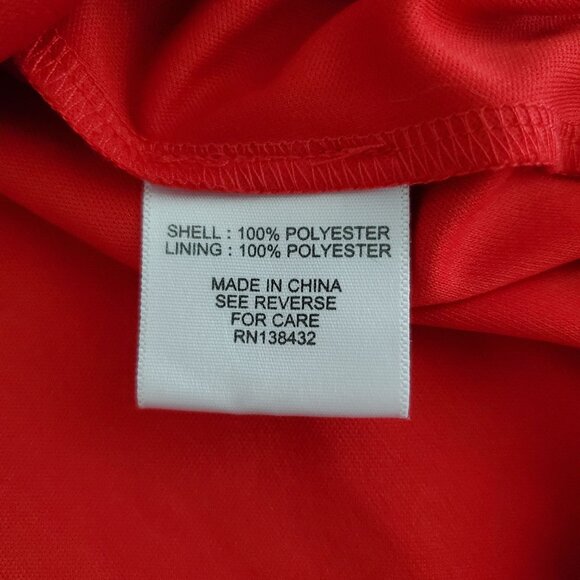 SHELL : 100% POLYESTER
LINING : 100% POLYESTER
MADE IN CHINA
SEE REVERSE
FOR CARE
RN138432